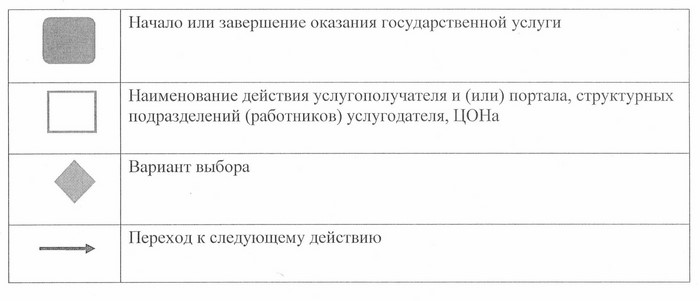 Начало или завершение оказания государственной услуги
Наименование действия услугополучателя и (или) портала, структурных
подразделений (работников) услугодателя, ЦОНа
Вариант выбора
Переход к следующему действию